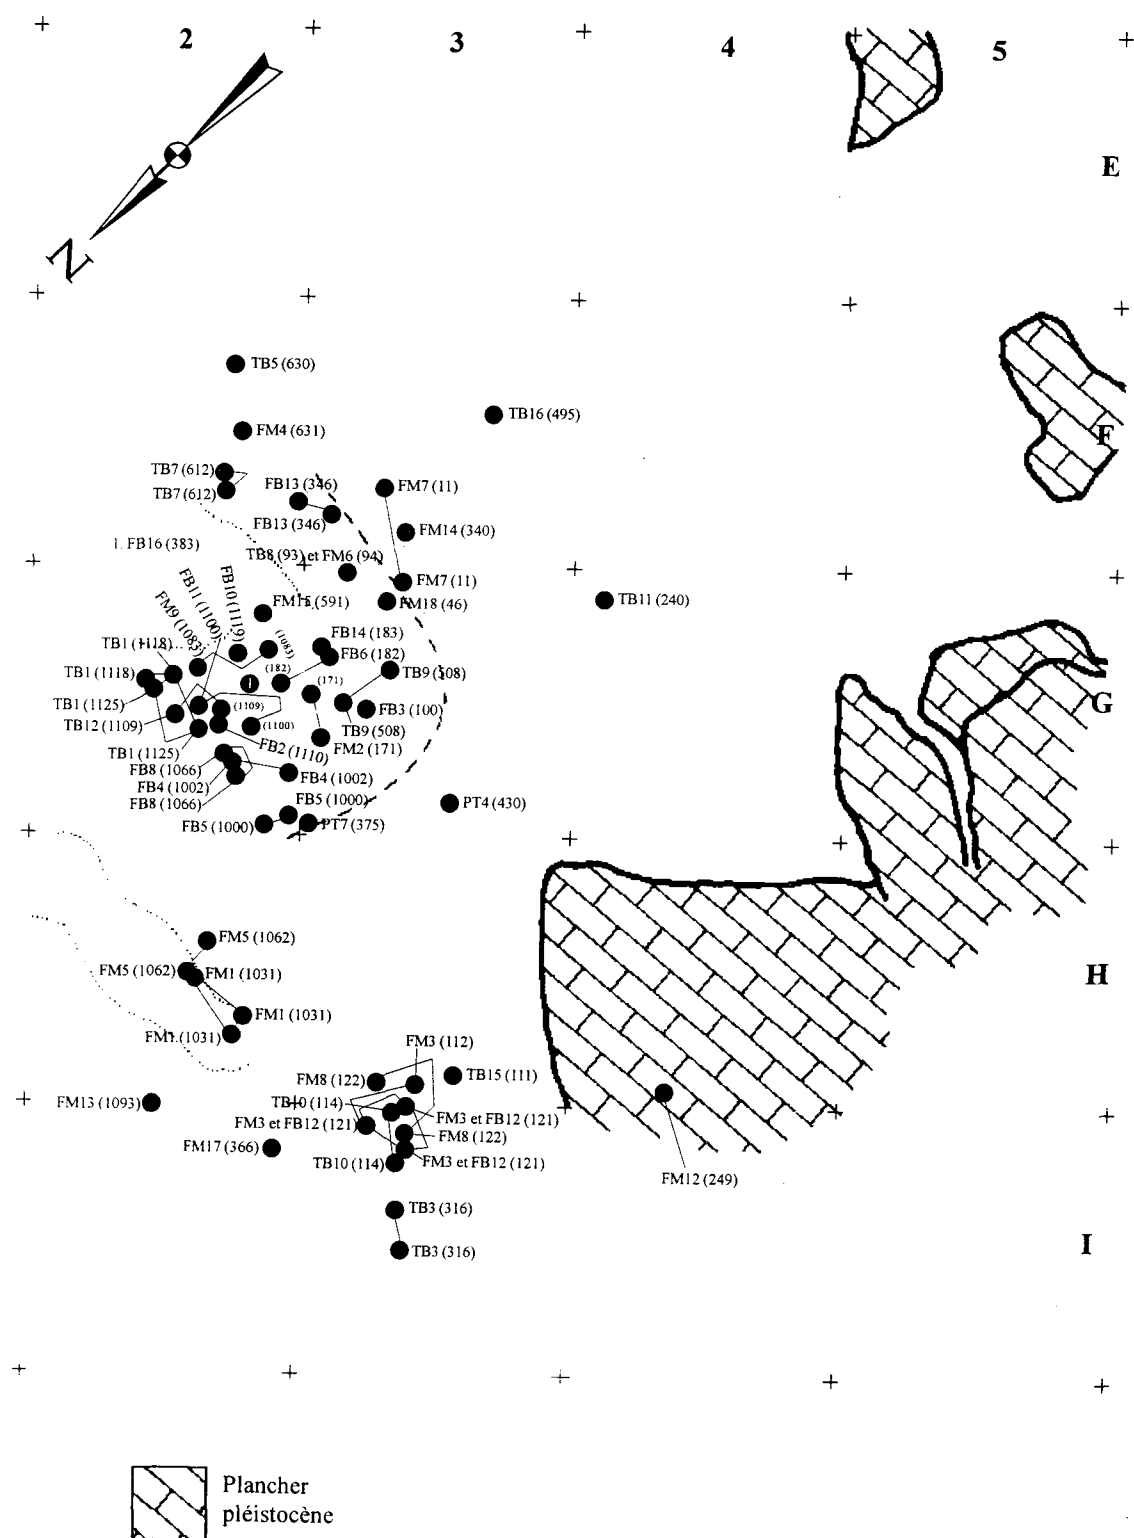 2
3
4
5
E
N
TB5 (630)
TB16 (495)
FM4 (631)
F
TB7 (612)
TB7 (612)
FB13 (346)
FM7 (11)
FB13 (346)
FM14 (340)
1. FB16 (383)
TB8 (93) et FM6 (94)
FM7 (11)
FM15 (591)
FM18 (46)
TB11 (240)
FM9 (1083)
FB11 (1100)
FB10 (1119)
(1083)
FB14 (183)
TB1 (1118)
FB6 (182)
TB1 (1118)
(182)
TB9 (508)
1
(171)
TB1 (1125)
(1109)
FB3 (100)
G
TB12 (1109)
(1100)
TB9 (508)
TB1 (1125)
FB2 (1110)
FM2 (171)
FB8 (1066)
FB4 (1002)
FB4 (1002)
FB8 (1066)
FB5 (1000)
PT4 (430)
FB5 (1000)
PT7 (375)
FM5 (1062)
FM5 (1062)
FM1 (1031)
H
FM1 (1031)
FM1 (1031)
FM3 (112)
FM8 (122)
TB15 (111)
FM13 (1093)
TB10 (114)
FM3 et FB12 (121)
FM3 et FB12 (121)
FM8 (122)
FM17 (366)
TB10 (114)
FM3 et FB12 (121)
FM12 (249)
TB3 (316)
TB3 (316)
I
Plancher
pléistocène